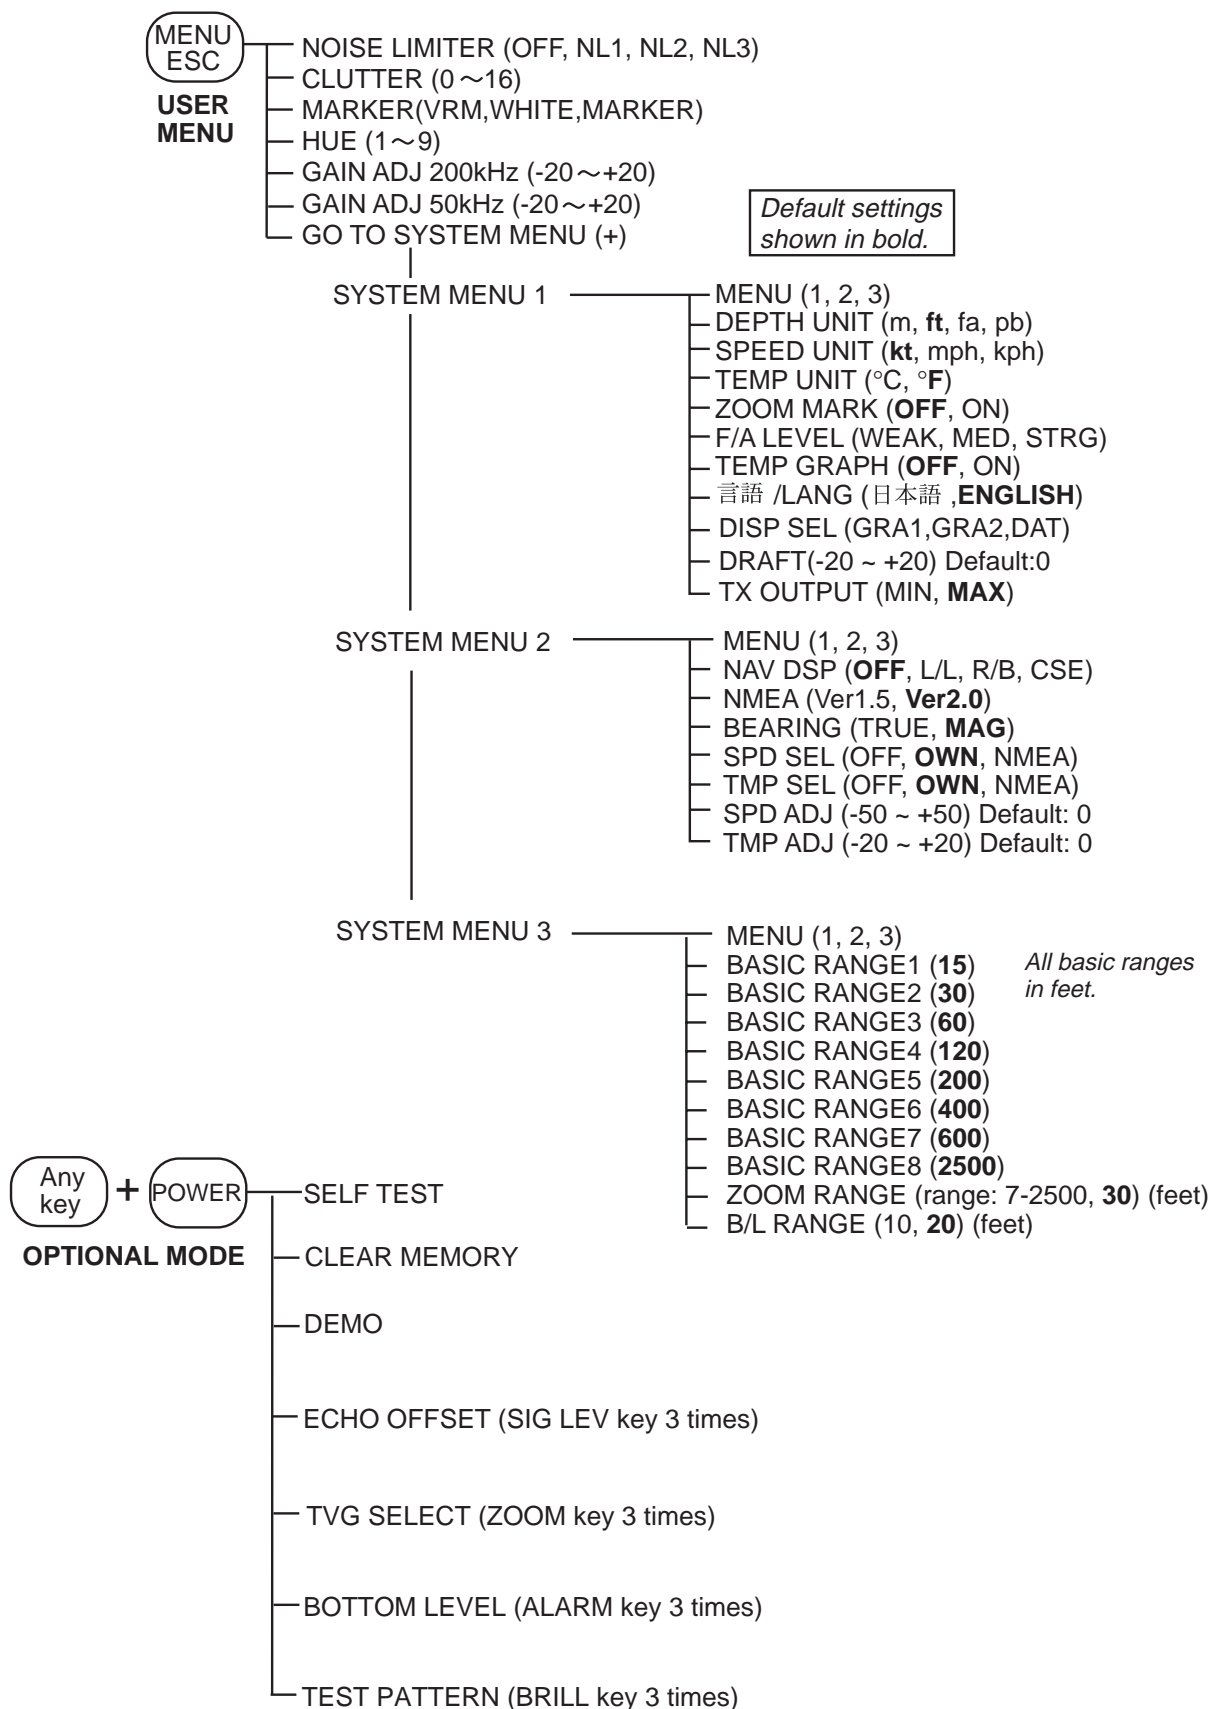 MENU
ESC
USER
MENU
NOISE LIMITER (OFF, NL1, NL2, NL3)
CLUTTER (0～16)
MARKER(VRM,WHITE,MARKER)
HUE (1～9)
GAIN ADJ 200kHz (-20～+20)
GAIN ADJ 50kHz (-20～+20)
GO TO SYSTEM MENU (+)
Default settings
shown in bold.
SYSTEM MENU 1
MENU (1, 2, 3)
DEPTH UNIT (m, ft, fa, pb)
SPEED UNIT (kt, mph, kph)
TEMP UNIT (°C, °F)
ZOOM MARK (OFF, ON)
F/A LEVEL (WEAK, MED, STRG)
TEMP GRAPH (OFF, ON)
言語 /LANG (日本語 ,ENGLISH)
DISP SEL (GRA1,GRA2,DAT)
DRAFT(-20 ~ +20) Default:0
TX OUTPUT (MIN, MAX)
SYSTEM MENU 2
MENU (1, 2, 3)
NAV DSP (OFF, L/L, R/B, CSE)
NMEA (Ver1.5, Ver2.0)
BEARING (TRUE, MAG)
SPD SEL (OFF, OWN, NMEA)
TMP SEL (OFF, OWN, NMEA)
SPD ADJ (-50 ~ +50) Default: 0
TMP ADJ (-20 ~ +20) Default: 0
SYSTEM MENU 3
MENU (1, 2, 3)
BASIC RANGE1 (15)
BASIC RANGE2 (30)
BASIC RANGE3 (60)
BASIC RANGE4 (120)
BASIC RANGE5 (200)
BASIC RANGE6 (400)
BASIC RANGE7 (600)
BASIC RANGE8 (2500)
ZOOM RANGE (range: 7-2500, 30) (feet)
B/L RANGE (10, 20) (feet)
All basic ranges
in feet.
Any
key
+
POWER
OPTIONAL MODE
SELF TEST
CLEAR MEMORY
DEMO
ECHO OFFSET (SIG LEV key 3 times)
TVG SELECT (ZOOM key 3 times)
BOTTOM LEVEL (ALARM key 3 times)
TEST PATTERN (BRILL key 3 times)